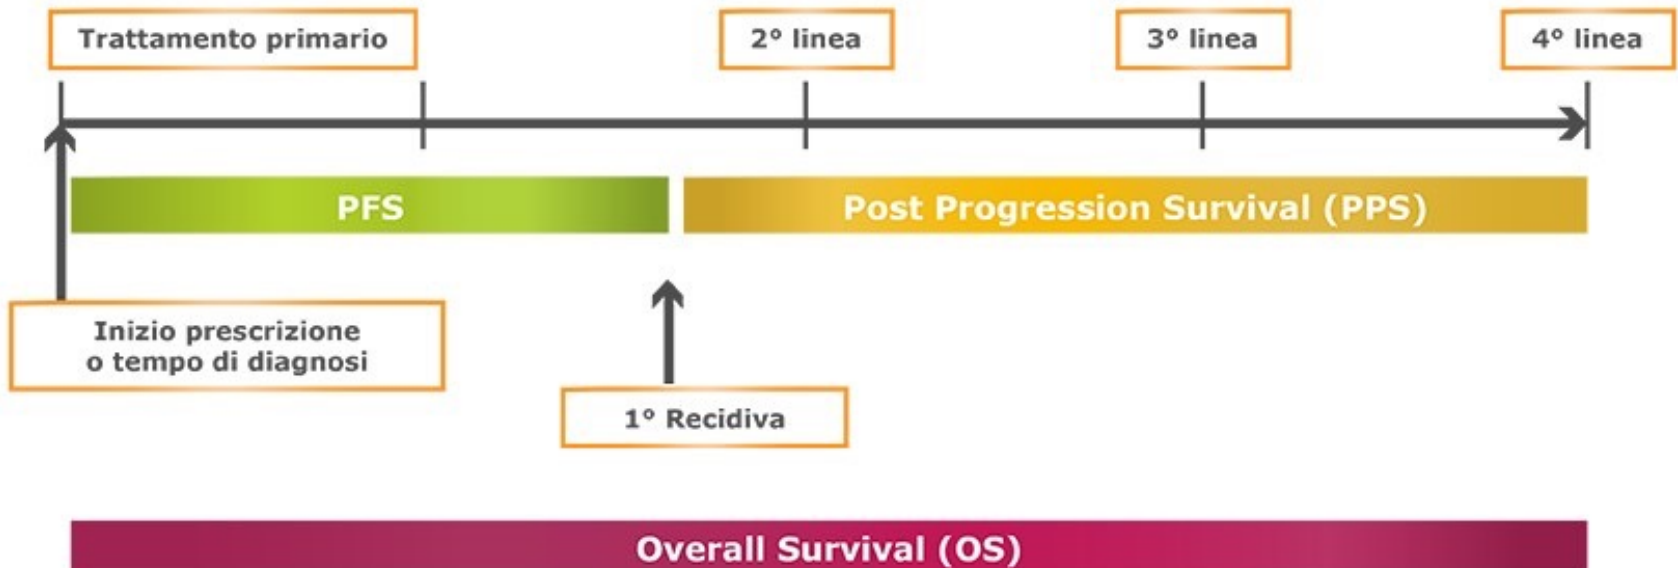 Trattamento primario
2° linea
3° linea
4° linea
PFS
Post Progression Survival (PPS)
Inizio prescrizione
o tempo di diagnosi
1° Recidiva
Overall Survival (OS)